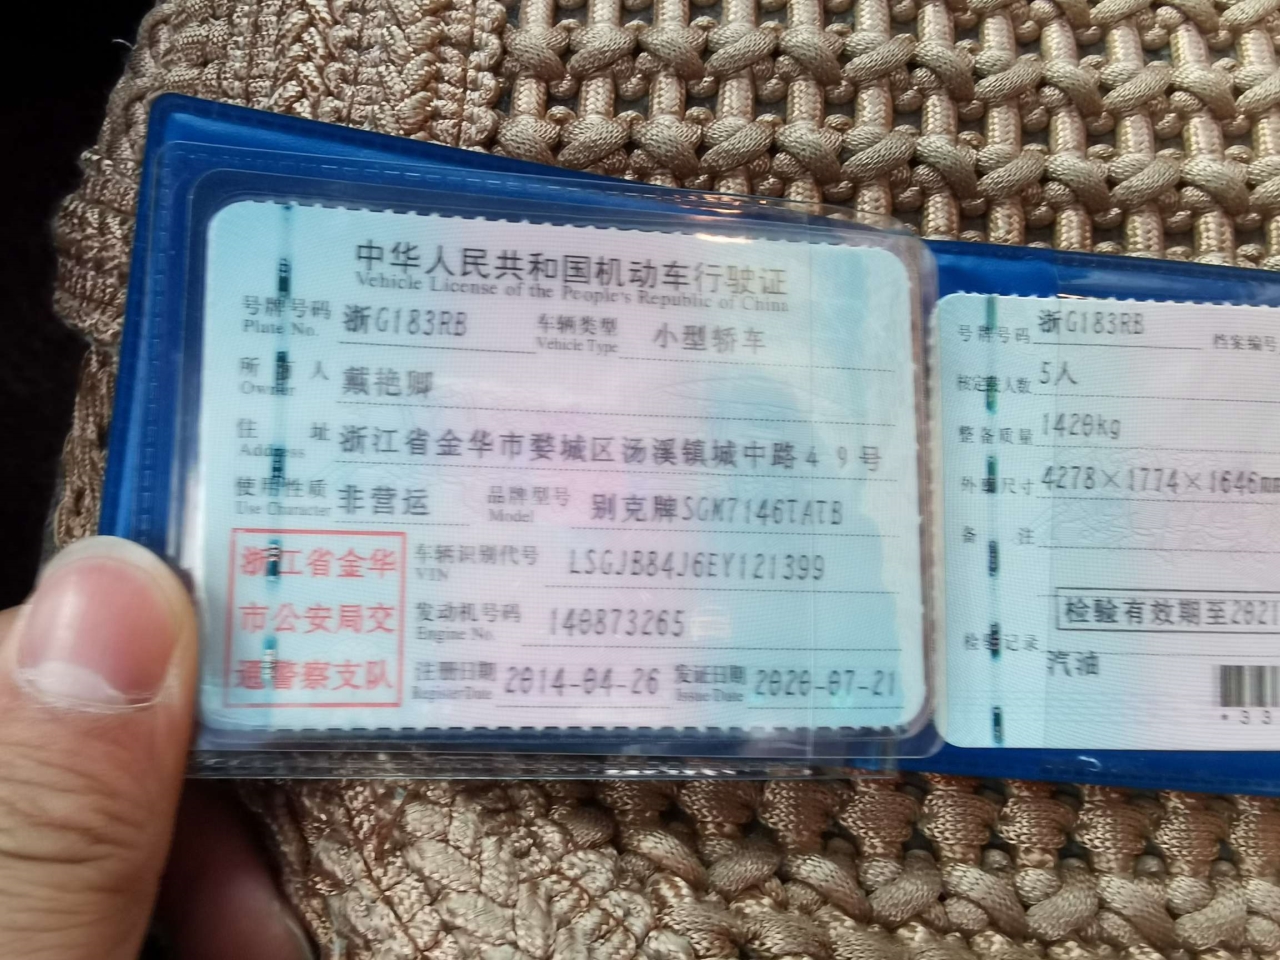 中华人民共和国机动车行驶证
Vehicle License of the People's Republic of China
号牌号码 浙G183RB 车辆类型 小型轿车
Plate No. Vehicle Type
所有人 戴艳卿
Owner
住址 浙江省金华市婺城区汤溪镇城中路49号
Address
使用性质 非营运 品牌型号 别克牌SGM7146TATB
Use Character Model
浙江省金华
市公安局交
通警察支队
车辆识别代号 LSGJB84J6EY121399
VIN
发动机号码 140873265
Engine No.
注册日期 2014-04-26 发证日期 2020-07-21
Register Date Issue Date
号牌号码 浙G183RB 档案编号
核定载人数 5人
整备质量 1420kg
外廓尺寸 4278×1774×1646mm
备注
检验有效期至2021
检验记录
汽油
*33